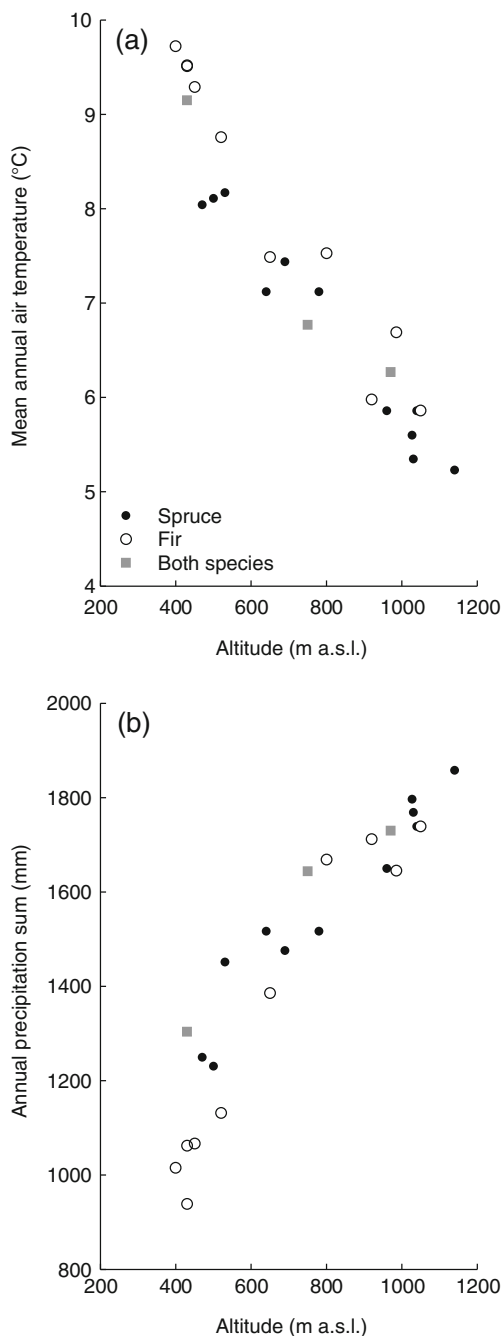 (a)
10
9
8
7
6
5
4
Mean annual air temperature (°C)
Spruce
Fir
Both species
200 400 600 800 1000 1200
Altitude (m a.s.l.)
(b)
2000
1800
1600
1400
1200
1000
800
Annual precipitation sum (mm)
200 400 600 800 1000 1200
Altitude (m a.s.l.)